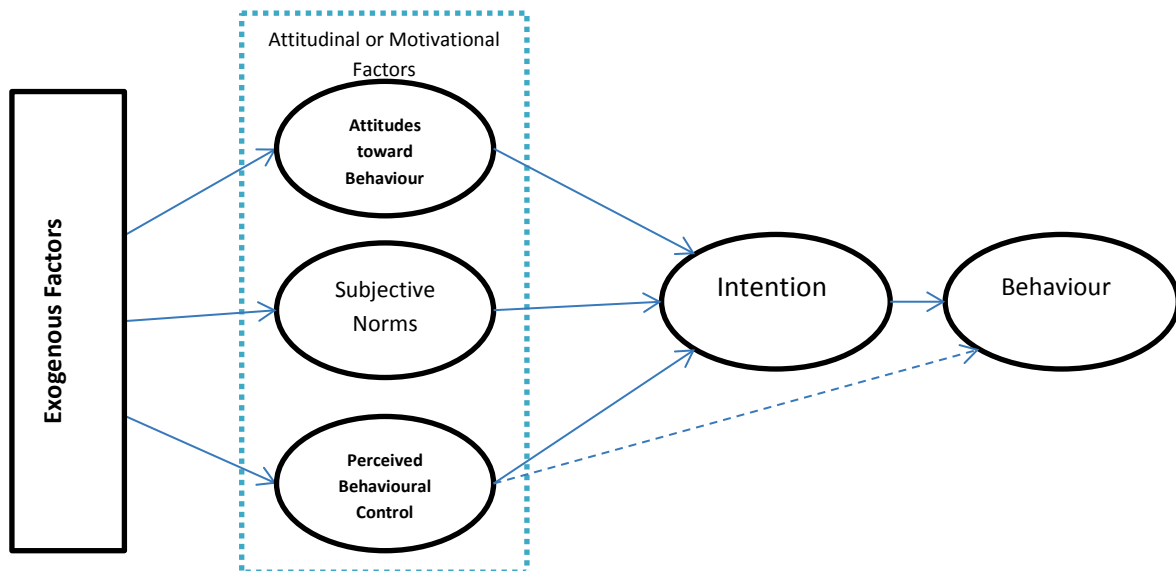 Attitudinal or Motivational
Factors
Attitudes
toward
Behaviour
Exogenous Factors
Subjective
Norms
Intention
Behaviour
Perceived
Behavioural
Control